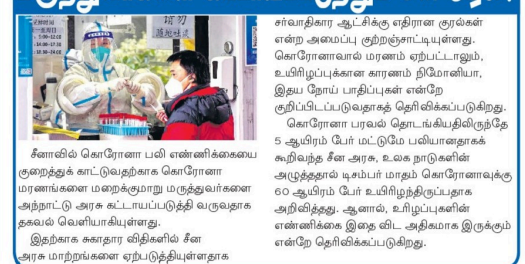 சீனாவில் கொரோனா பலி எண்ணிக்கையை
குறைத்துக் காட்டுவதற்காக கொரோனா
மரணங்களை மறைக்குமாறு மருத்துவர்களை
அந்நாட்டு அரசு கட்டாயப்படுத்தி வருவதாக
தகவல் வெளியாகியுள்ளது.
இதற்காக சுகாதார விதிகளில் சீன
அரசு மாற்றங்களை ஏற்படுத்தியுள்ளதாக
சர்வாதிகார ஆட்சிக்கு எதிரான குரல்கள்
என்ற அமைப்பு குற்றஞ்சாட்டியுள்ளது.
கொரோனாவால் மரணம் ஏற்பட்டாலும்,
உயிரிழப்புக்கான காரணம் நிமோனியா,
இதய நோய் பாதிப்புகள் என்றே
குறிப்பிடப்படுவதாகத் தெரிவிக்கப்படுகிறது.
கொரோனா பரவல் தொடங்கியதிலிருந்தே
5 ஆயிரம் பேர் மட்டுமே பலியானதாகக்
கூறிவந்த சீன அரசு, உலக நாடுகளின்
அழுத்ததால் டிசம்பர் மாதம் கொரோனாவுக்கு
60 ஆயிரம் பேர் உயிரிழந்திருப்பதாக
அறிவித்தது. ஆனால், உரிழப்புகளின்
எண்ணிக்கை இதை விட அதிகமாக இருக்கும்
என்றே தெரிவிக்கப்படுகிறது.